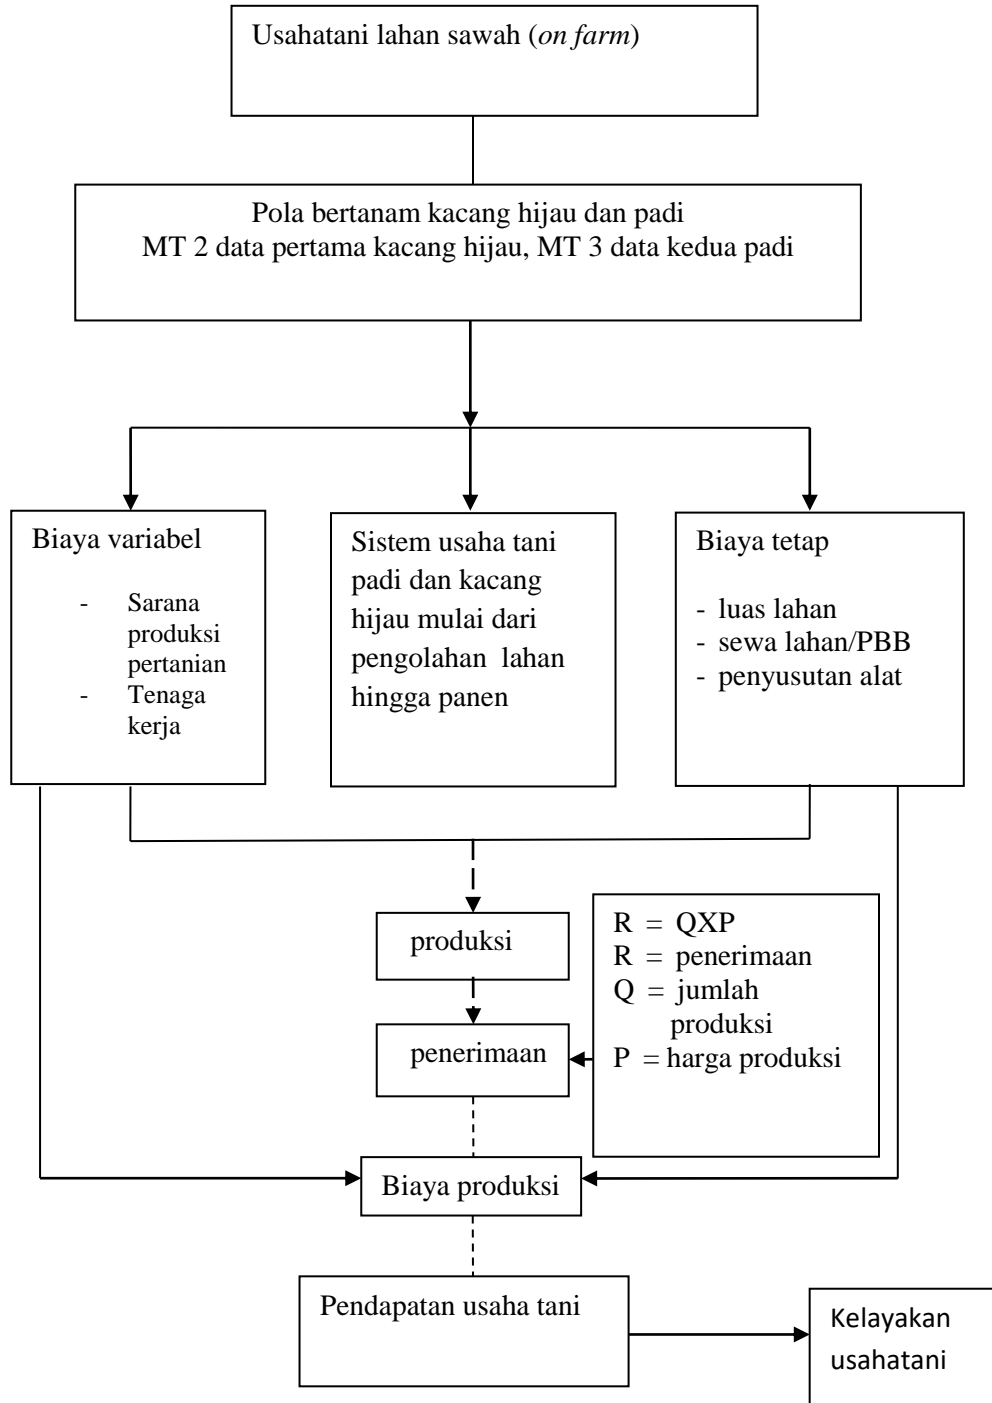 Usahatani lahan sawah (on farm)
Pola bertanam kacang hijau dan padi
MT 2 data pertama kacang hijau, MT 3 data kedua padi
Biaya variabel
- Sarana
produksi
pertanian
- Tenaga
kerja
Sistem usaha tani
padi dan kacang
hijau mulai dari
pengolahan lahan
hingga panen
Biaya tetap
- luas lahan
- sewa lahan/PBB
- penyusutan alat
produksi
R = QXP
R = penerimaan
Q = jumlah
produksi
P = harga produksi
penerimaan
Biaya produksi
Pendapatan usaha tani
Kelayakan
usahatani